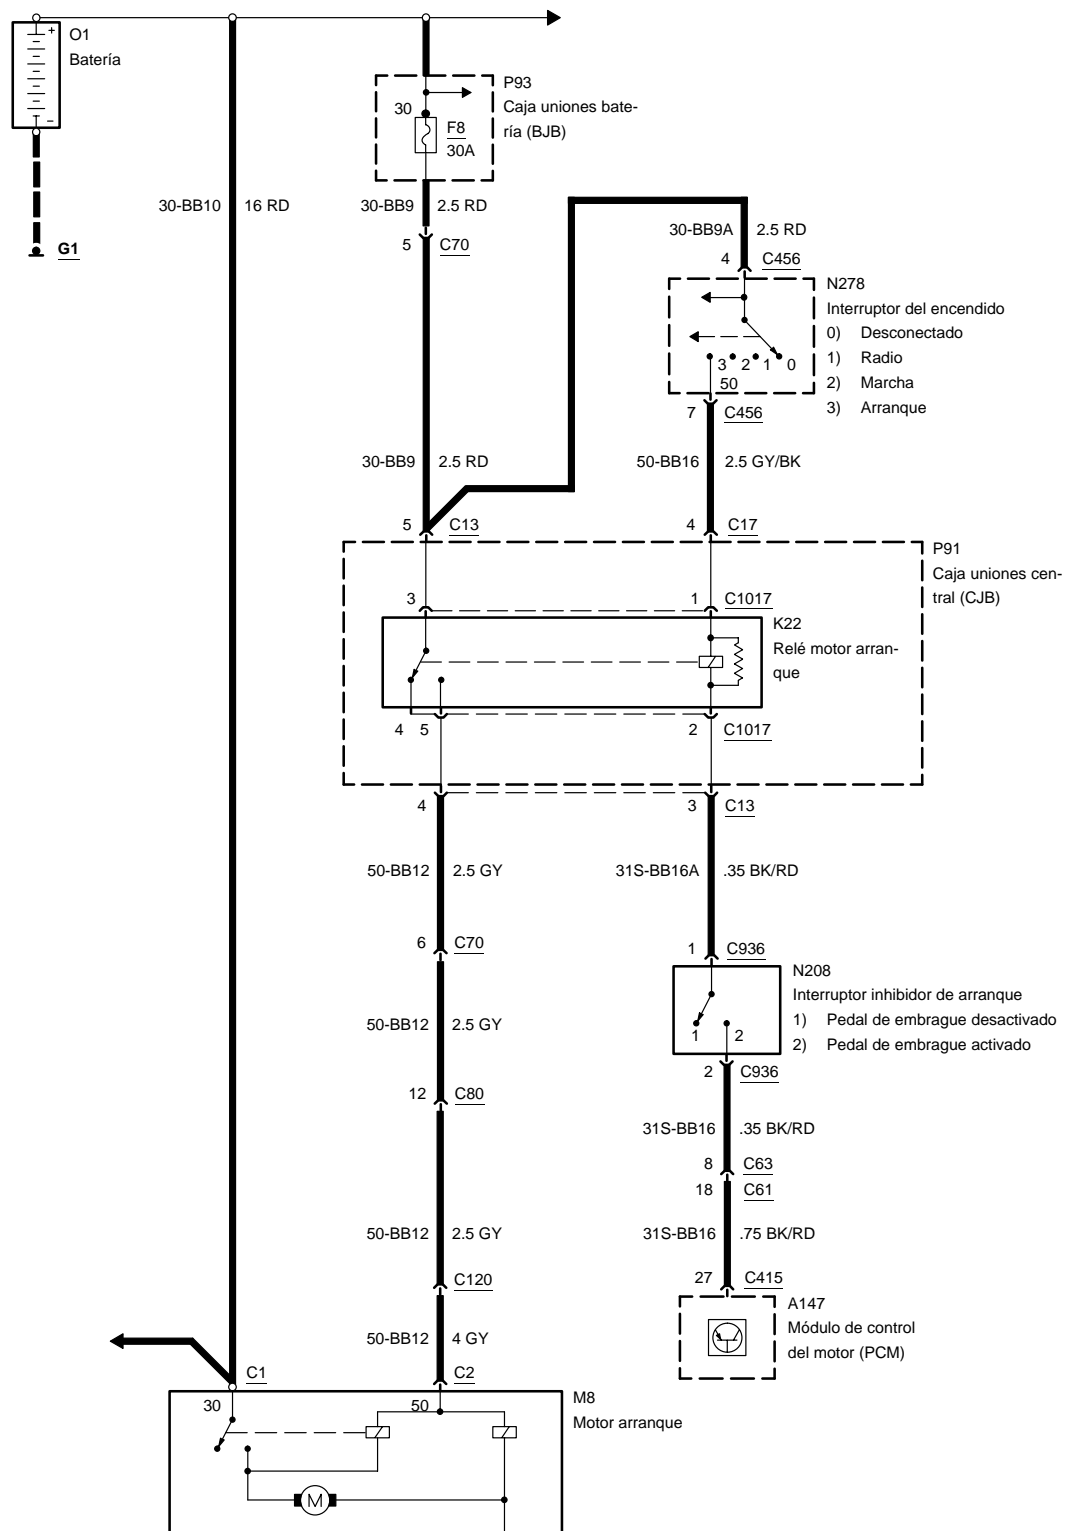 +
O1
Batería
–
G1
P93
Caja uniones bate-
ría (BJB)
30
F8
30A
30-BB10
16 RD
30-BB9
2.5 RD
5
C70
30-BB9A
2.5 RD
4
C456
N278
Interruptor del encendido
0) Desconectado
1) Radio
2) Marcha
3) Arranque
3 2 1 0
50
7
C456
30-BB9
2.5 RD
50-BB16
2.5 GY/BK
5
C13
4
C17
P91
Caja uniones cen-
tral (CJB)
3
1
C1017
K22
Relé motor arran-
que
4 5
2
C1017
4
3
C13
50-BB12
2.5 GY
31S-BB16A
.35 BK/RD
6
C70
1
C936
N208
Interruptor inhibidor de arranque
1) Pedal de embrague desactivado
2) Pedal de embrague activado
1 2
50-BB12
2.5 GY
2
C936
12
C80
31S-BB16
.35 BK/RD
8
C63
18
C61
50-BB12
2.5 GY
31S-BB16
.75 BK/RD
C120
27
C415
A147
Módulo de control
del motor (PCM)
50-BB12
4 GY
C1
C2
M8
Motor arranque
30
50
M